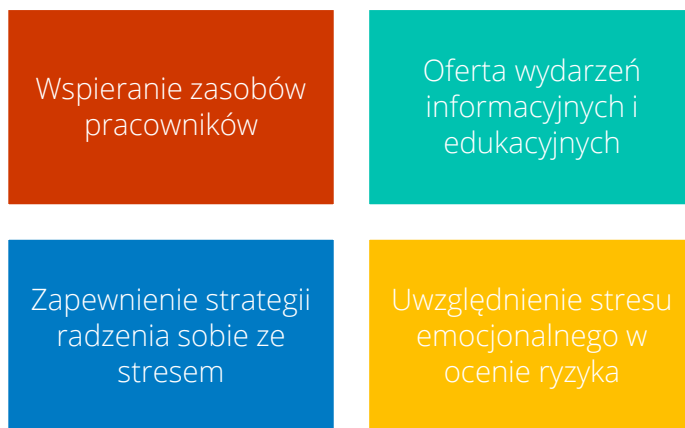 Wspieranie zasobów
pracowników
Oferta wydarzeń
informacyjnych i
edukacyjnych
Zapewnienie strategii
radzenia sobie ze
stresem
Uwzględnienie stresu
emocjonalnego w
ocenie ryzyka